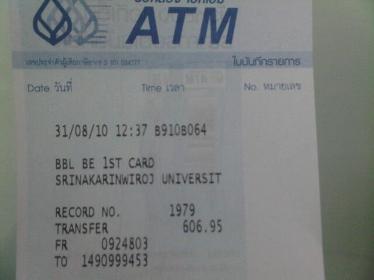 ATM
ใบบันทึกรายการ
Date วันที่ Time เวลา No. หมายเลข
31/08/10 12:37 B910B064
BBL BE 1ST CARD
SRINAKARINWIROJ UNIVERSIT
RECORD NO. 1979
TRANSFER 606.95
FR 0924803
TO 1490999453